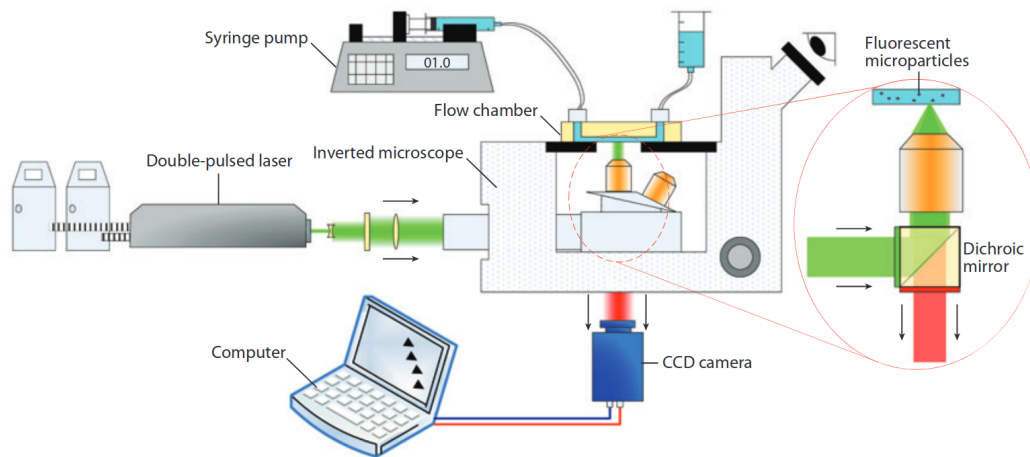 Syringe pump
01.0
Fluorescent
microparticles
Flow chamber
Double-pulsed laser
Inverted microscope
Dichroic
mirror
Computer
CCD camera